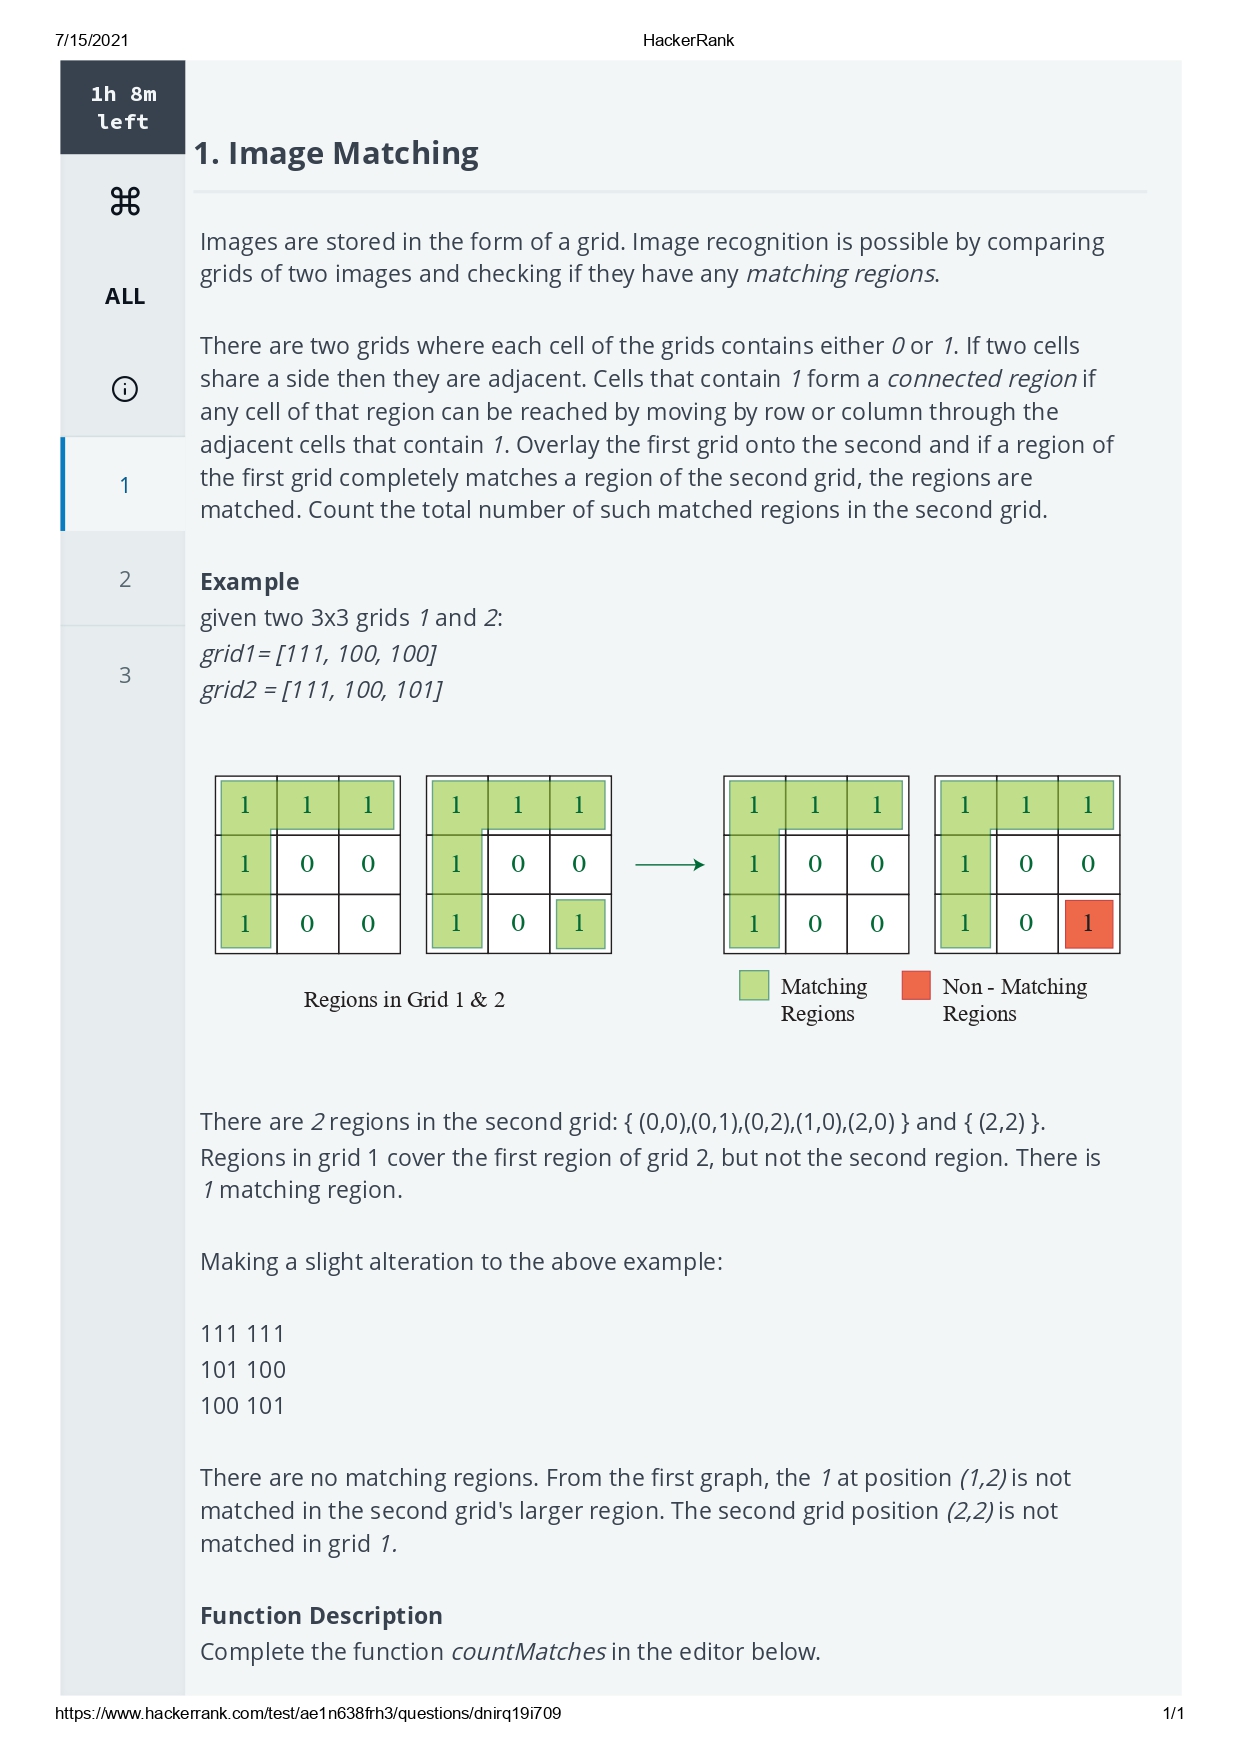 7/15/2021
HackerRank
1h 8m
left
ALL
1
2
3
1. Image Matching
Images are stored in the form of a grid. Image recognition is possible by comparing
grids of two images and checking if they have any matching regions.
There are two grids where each cell of the grids contains either 0 or 1. If two cells
share a side then they are adjacent. Cells that contain 1 form a connected region if
any cell of that region can be reached by moving by row or column through the
adjacent cells that contain 1. Overlay the first grid onto the second and if a region of
the first grid completely matches a region of the second grid, the regions are
matched. Count the total number of such matched regions in the second grid.
Example
given two 3x3 grids 1 and 2:
grid1= [111, 100, 100]
grid2 = [111, 100, 101]
1 1 1 1 1 1 1 1 1 1 1 1
1 0 0 1 0 0 1 0 0 1 0 0
1 0 0 1 0 1 1 0 0 1 0 1
Regions in Grid 1 & 2
Matching
Regions
Non - Matching
Regions
There are 2 regions in the second grid: { (0,0),(0,1),(0,2),(1,0),(2,0) } and { (2,2) }.
Regions in grid 1 cover the first region of grid 2, but not the second region. There is
1 matching region.
Making a slight alteration to the above example:
111 111
101 100
100 101
There are no matching regions. From the first graph, the 1 at position (1,2) is not
matched in the second grid's larger region. The second grid position (2,2) is not
matched in grid 1.
Function Description
Complete the function countMatches in the editor below.
https://www.hackerrank.com/test/ae1n638frh3/questions/dnirq19i709
1/1